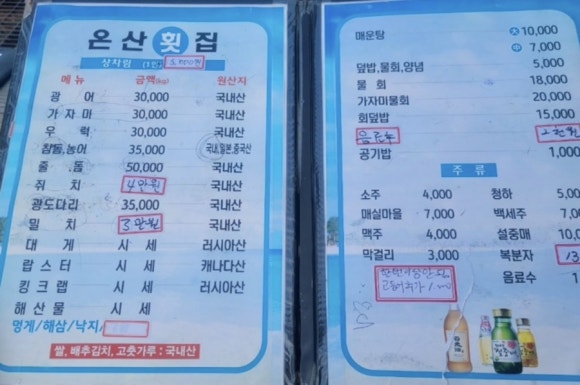 온산횟집
상차림 (1인)
메뉴 금액(kg) 원산지
광어 30,000 국내산
가자미 30,000 국내산
우럭 30,000 국내산
참돔,농어 35,000 국내,일본,중국산
줄돔 50,000 국내산
쥐치 4만원 국내산
광도다리 35,000 국내산
밀치 3만원 국내산
대게 시세 러시아산
랍스터 시세 캐나다산
킹크랩 시세 러시아산
해산물 시세
멍게/해삼/낙지/
쌀, 배추김치, 고춧가루 : 국내산
매운탕 大 10,000
中 7,000
덮밥,물회,양념 5,000
물회 18,000
가자미물회 20,000
회덮밥 15,000
음료수 2천원
공기밥 1,000
주류
소주 4,000 청하 5,0
매실마을 7,000 백세주 7,0
맥주 4,000 설중매 10,0
막걸리 3,000 복분자 13
음료수 1